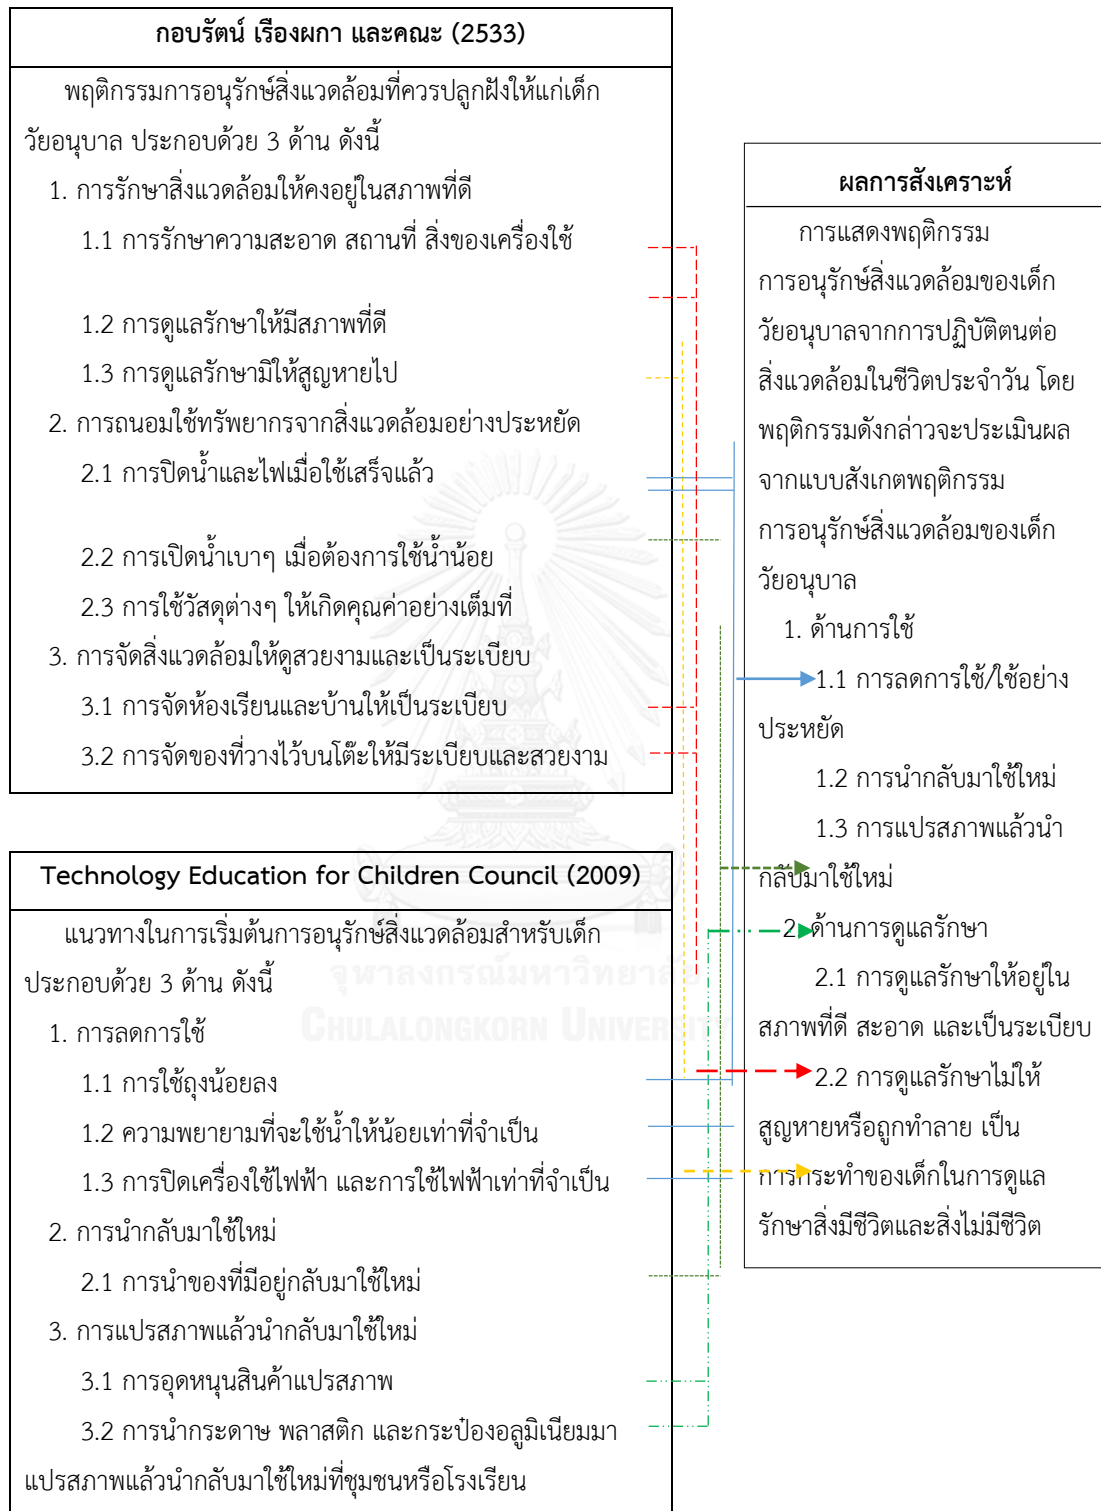 กอบรัตน์ เรืองผกา และคณะ (2533)
พฤติกรรมการอนุรักษ์สิ่งแวดล้อมที่ควรปลูกฝังให้แก่เด็ก
วัยอนุบาล ประกอบด้วย 3 ด้าน ดังนี้
1. การรักษาสิ่งแวดล้อมให้คงอยู่ในสภาพที่ดี
1.1 การรักษาความสะอาด สถานที่ สิ่งของเครื่องใช้
1.2 การดูแลรักษาให้มีสภาพที่ดี
1.3 การดูแลรักษามิให้สูญหายไป
2. การถนอมใช้ทรัพยากรจากสิ่งแวดล้อมอย่างประหยัด
2.1 การปิดน้ำและไฟเมื่อใช้เสร็จแล้ว
2.2 การเปิดน้ำเบาๆ เมื่อต้องการใช้น้ำน้อย
2.3 การใช้วัสดุต่างๆ ให้เกิดคุณค่าอย่างเต็มที่
3. การจัดสิ่งแวดล้อมให้ดูสวยงามและเป็นระเบียบ
3.1 การจัดห้องเรียนและบ้านให้เป็นระเบียบ
3.2 การจัดของที่วางไว้บนโต๊ะให้มีระเบียบและสวยงาม
Technology Education for Children Council (2009)
แนวทางในการเริ่มต้นการอนุรักษ์สิ่งแวดล้อมสำหรับเด็ก
ประกอบด้วย 3 ด้าน ดังนี้
1. การลดการใช้
1.1 การใช้ถุงน้อยลง
1.2 ความพยายามที่จะใช้น้ำให้น้อยเท่าที่จำเป็น
1.3 การปิดเครื่องใช้ไฟฟ้า และการใช้ไฟฟ้าเท่าที่จำเป็น
2. การนำกลับมาใช้ใหม่
2.1 การนำของที่มีอยู่กลับมาใช้ใหม่
3. การแปรสภาพแล้วนำกลับมาใช้ใหม่
3.1 การอุดหนุนสินค้าแปรสภาพ
3.2 การนำกระดาษ พลาสติก และกระป๋องอลูมิเนียมมา
แปรสภาพแล้วนำกลับมาใช้ใหม่ที่ชุมชนหรือโรงเรียน
ผลการสังเคราะห์
การแสดงพฤติกรรม
การอนุรักษ์สิ่งแวดล้อมของเด็ก
วัยอนุบาลจากการปฏิบัติตนต่อ
สิ่งแวดล้อมในชีวิตประจำวัน โดย
พฤติกรรมดังกล่าวจะประเมินผล
จากแบบสังเกตพฤติกรรม
การอนุรักษ์สิ่งแวดล้อมของเด็ก
วัยอนุบาล
1. ด้านการใช้
1.1 การลดการใช้/ใช้อย่าง
ประหยัด
1.2 การนำกลับมาใช้ใหม่
1.3 การแปรสภาพแล้วนำ
กลับมาใช้ใหม่
2. ด้านการดูแลรักษา
2.1 การดูแลรักษาให้อยู่ใน
สภาพที่ดี สะอาด และเป็นระเบียบ
2.2 การดูแลรักษาไม่ให้
สูญหายหรือถูกทำลาย เป็น
การกระทำของเด็กในการดูแล
รักษาสิ่งมีชีวิตและสิ่งไม่มีชีวิต
จุฬาลงกรณ์มหาวิทยาลัย
CHULALONGKORN UNIVERSITY